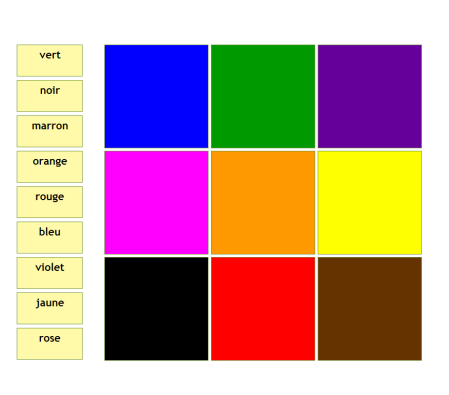 vert
noir
marron
orange
rouge
bleu
violet
jaune
rose